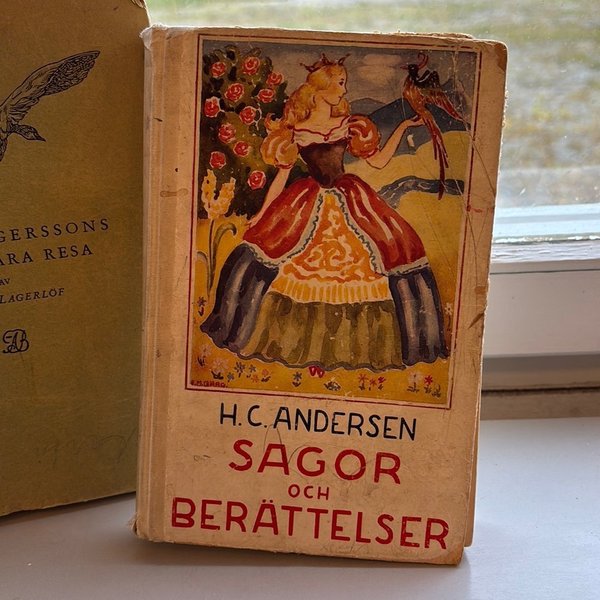 GERSSONS
ARA RESA
AV
LAGERLÖF
H. C. ANDERSEN
SAGOR
OCH
BERÄTTELSER